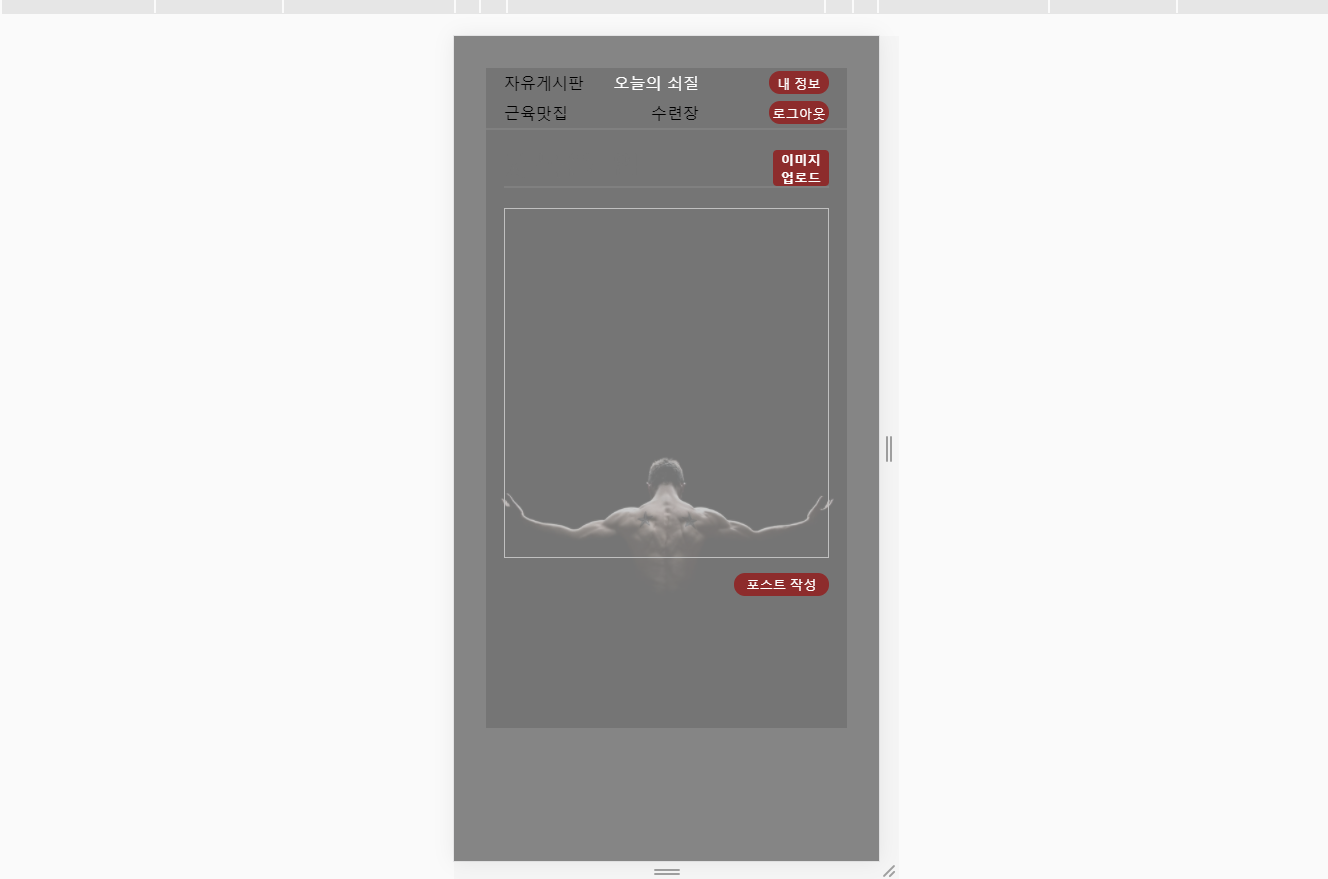 자유게시판 오늘의 쇠질 내 정보
근육맛집 수련장 로그아웃
이미지
업로드
포스트 작성